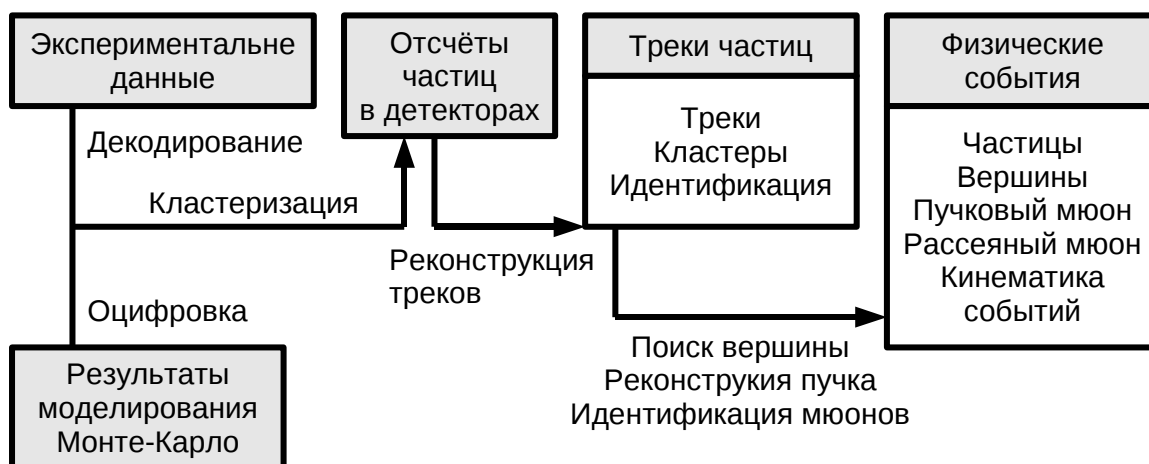 Экспериментальне
данные
Отсчёты
частиц
в детекторах
Треки частиц
Треки
Кластеры
Идентификация
Физические
события
Частицы
Вершины
Пучковый мюон
Рассеяный мюон
Кинематика
событий
Декодирование
Кластеризация
Оцифровка
Реконструкция
треков
Поиск вершины
Реконструкия пучка
Идентификация мюонов
Результаты
моделирования
Монте-Карло